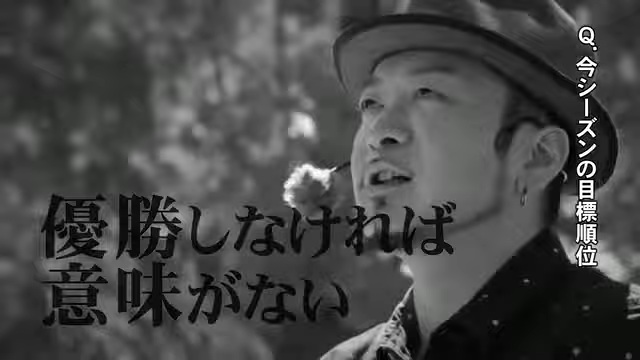 Q.今シーズンの目標順位
優勝しなければ
意味がない